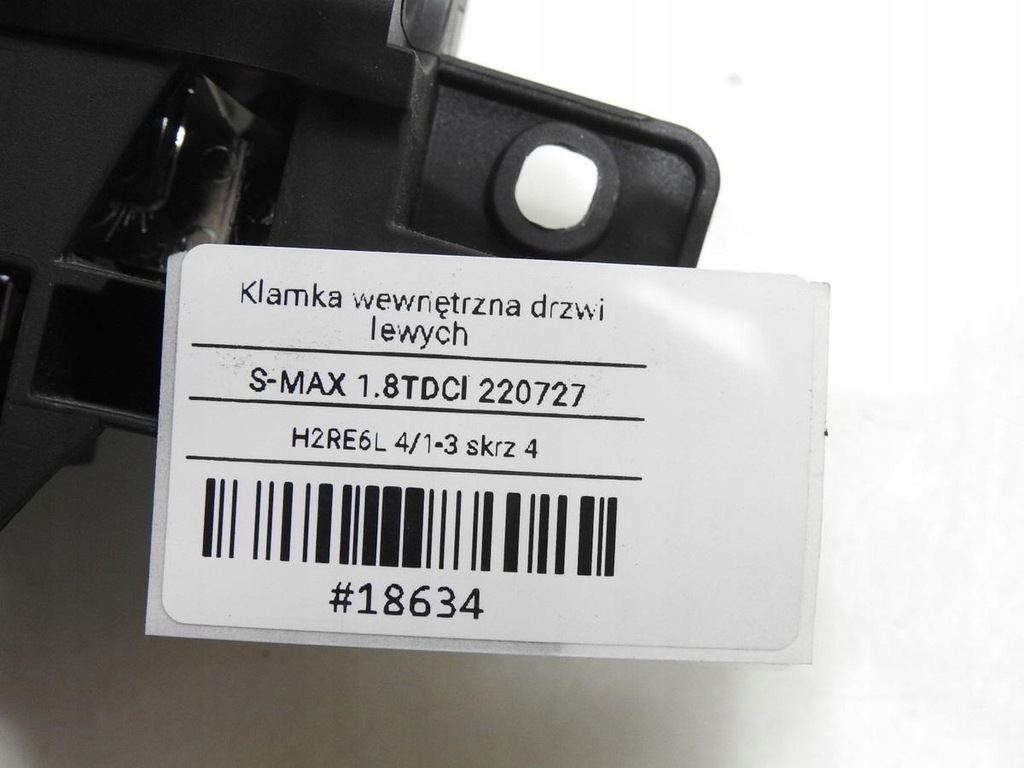 Klamka wewnętrzna drzwi
lewych
S-MAX 1.8TDCI 220727
H2RE6L 4/1-3 skrz 4
#18634